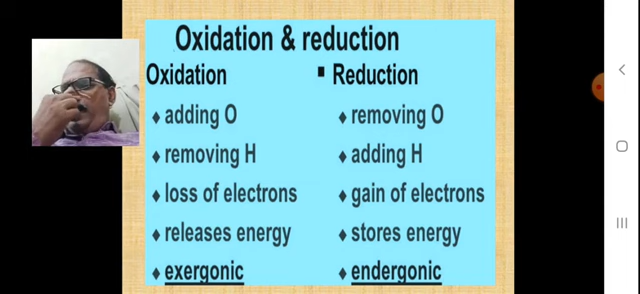 Oxidation & reduction
Oxidation
♦ adding O
♦ removing H
♦ loss of electrons
♦ releases energy
♦ exergonic
▪ Reduction
♦ removing O
♦ adding H
♦ gain of electrons
♦ stores energy
♦ endergonic